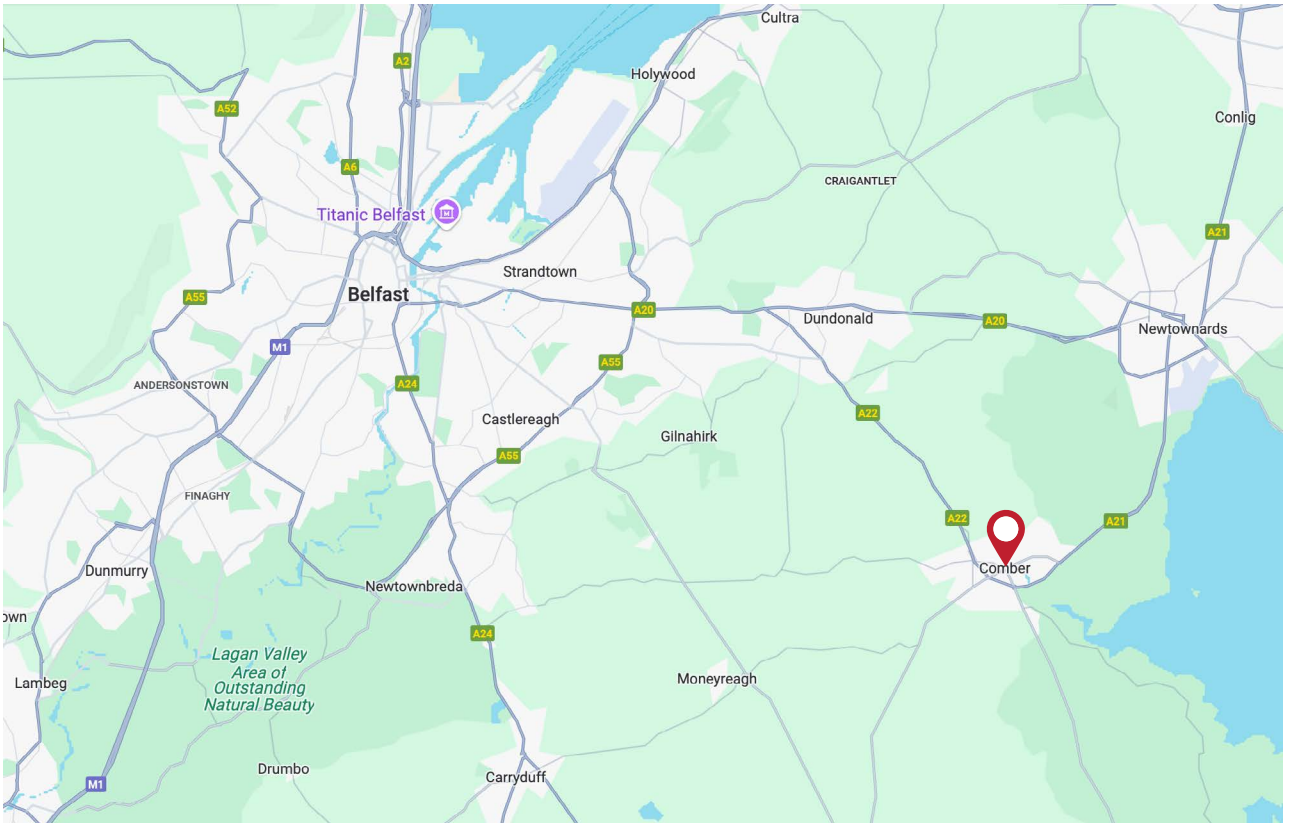 Cultra
A2
Holywood
A52
Conlig
A6
CRAIGANTLET
Titanic Belfast
A21
Strandtown
Belfast
A55
A20
Dundonald
A20
Newtownards
M1
A55
ANDERSONSTOWN
A24
A22
Castlereagh
Gilnahirk
A55
FINAGHY
A22
A21
Dunmurry
Comber
Newtownbreda
own
A24
Lagan Valley
Area of
Outstanding
Natural Beauty
Lambeg
Moneyreagh
Drumbo
Carryduff
M1